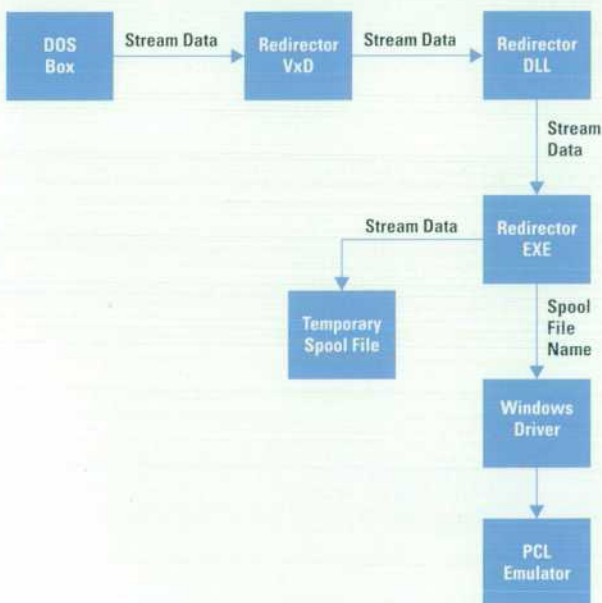 DOS
Box
Stream Data
Redirector
VxD
Stream Data
Redirector
DLL
Stream
Data
Redirector
EXE
Stream Data
Temporary
Spool File
Spool
File
Name
Windows
Driver
PCL
Emulator